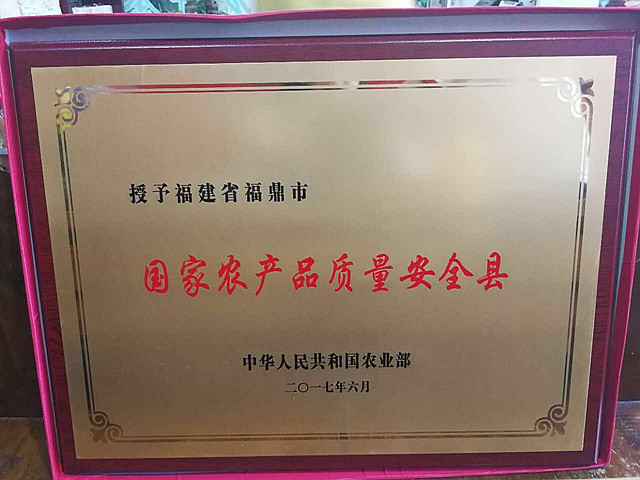 授予福建省福鼎市
国家农产品质量安全县
中华人民共和国农业部
二〇一七年六月